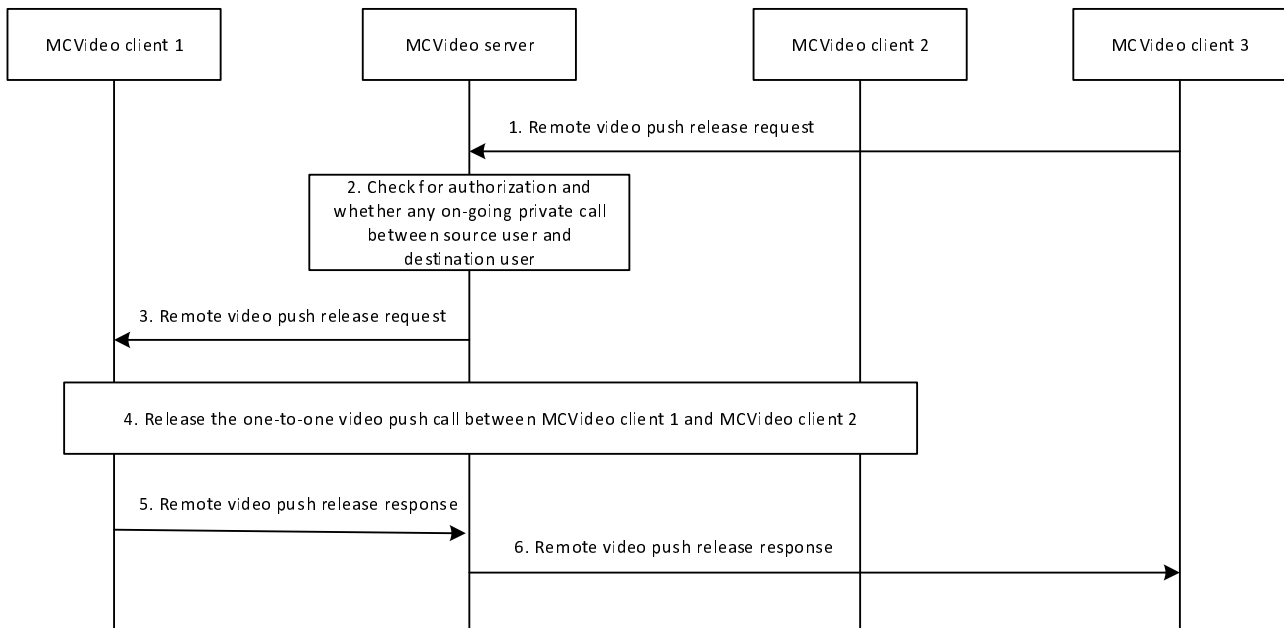 MCVideo client 1
MCVideo server
MCVideo client 2
MCVideo client 3
1. Remote video push release request
2. Check for authorization and
whether any on-going private call
between source user and
destination user
3. Remote video push release request
4. Release the one-to-one video push call between MCVideo client 1 and MCVideo client 2
5. Remote video push release response
6. Remote video push release response